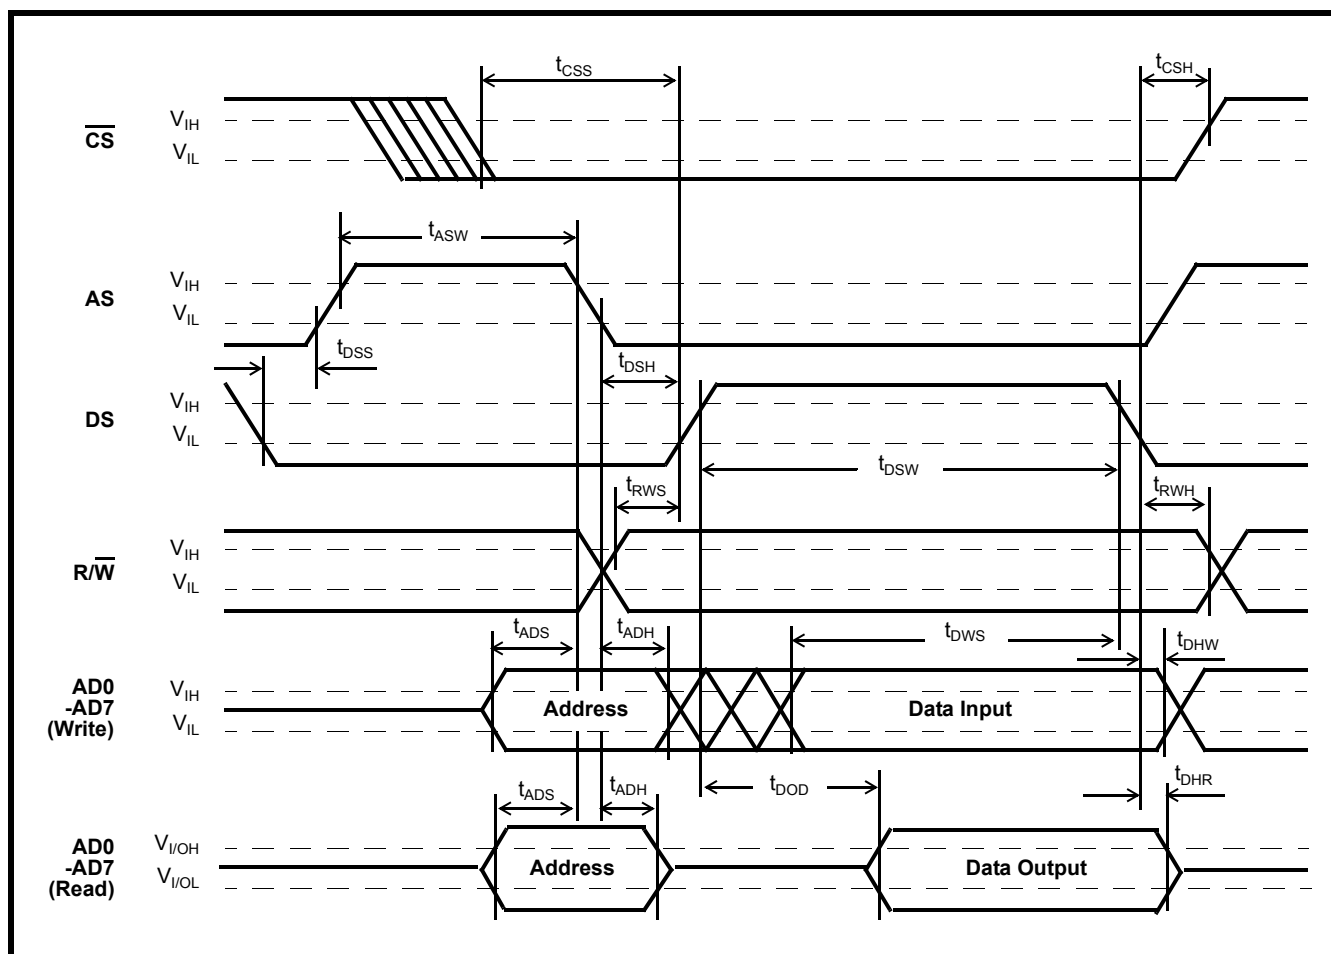 tCSS
tCSH
CS
VIH
VIL
tASW
AS
VIH
VIL
tDSS
tDSH
DS
VIH
VIL
tDSW
tRWS
tRWH
R/W
VIH
VIL
tADS
tADH
tDWS
tDHW
AD0
-AD7
(Write)
VIH
VIL
Address
Data Input
tADS
tADH
tDOD
tDHR
AD0
-AD7
(Read)
VI/OH
VI/OL
Address
Data Output